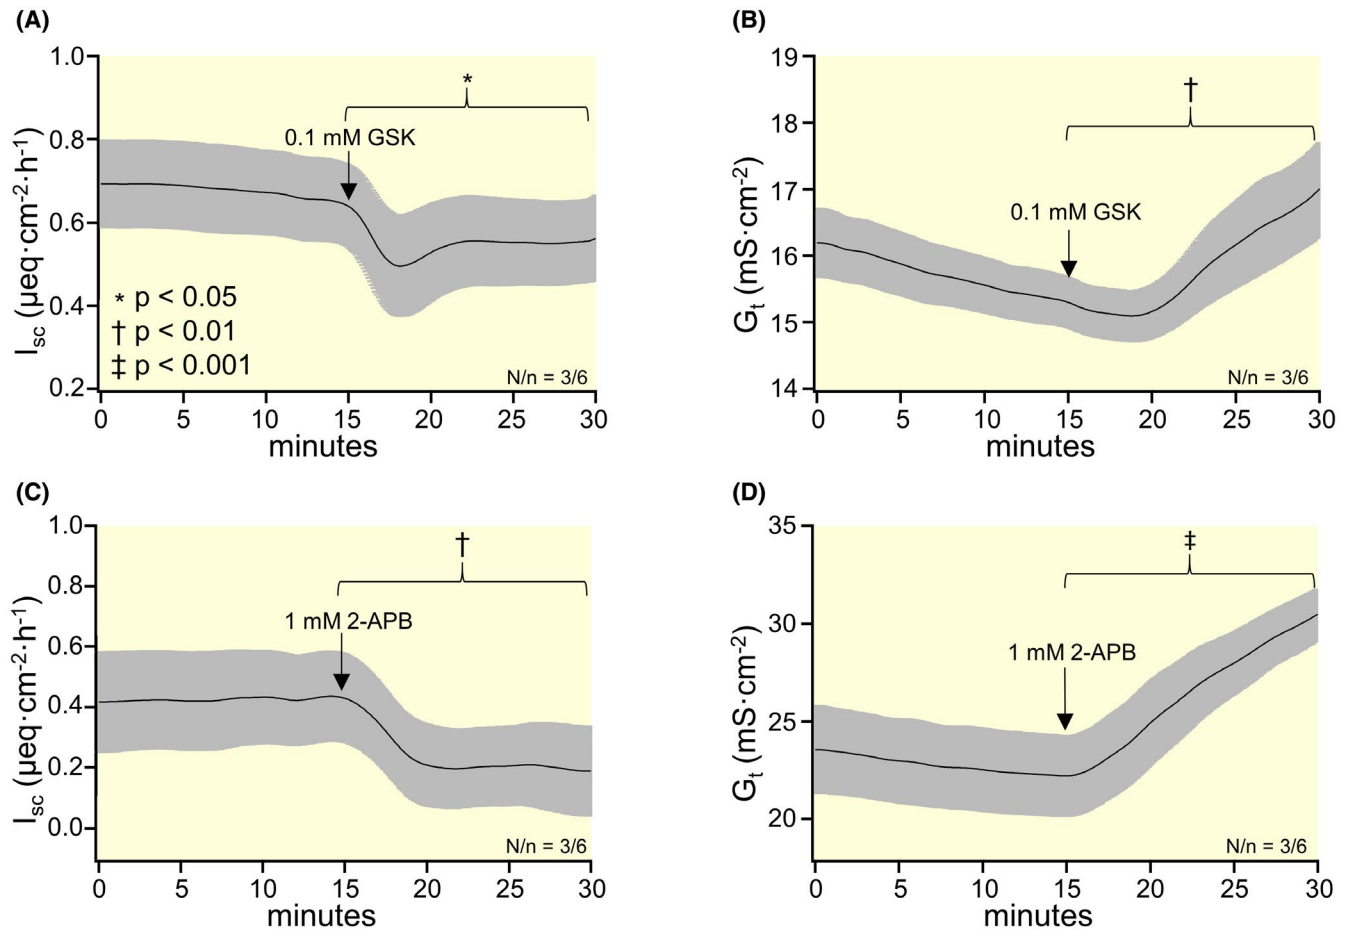 (A)
1.0
0.8
0.6
0.4
0.2
I_sc (µeq·cm⁻²·h⁻¹)
*
0.1 mM GSK
* p < 0.05
† p < 0.01
‡ p < 0.001
N/n = 3/6
0 5 10 15 20 25 30
minutes
(B)
19
18
17
16
15
14
G_t (mS·cm⁻²)
†
0.1 mM GSK
N/n = 3/6
0 5 10 15 20 25 30
minutes
(C)
1.0
0.8
0.6
0.4
0.2
0.0
I_sc (µeq·cm⁻²·h⁻¹)
†
1 mM 2-APB
N/n = 3/6
0 5 10 15 20 25 30
minutes
(D)
35
30
25
20
G_t (mS·cm⁻²)
‡
1 mM 2-APB
N/n = 3/6
0 5 10 15 20 25 30
minutes